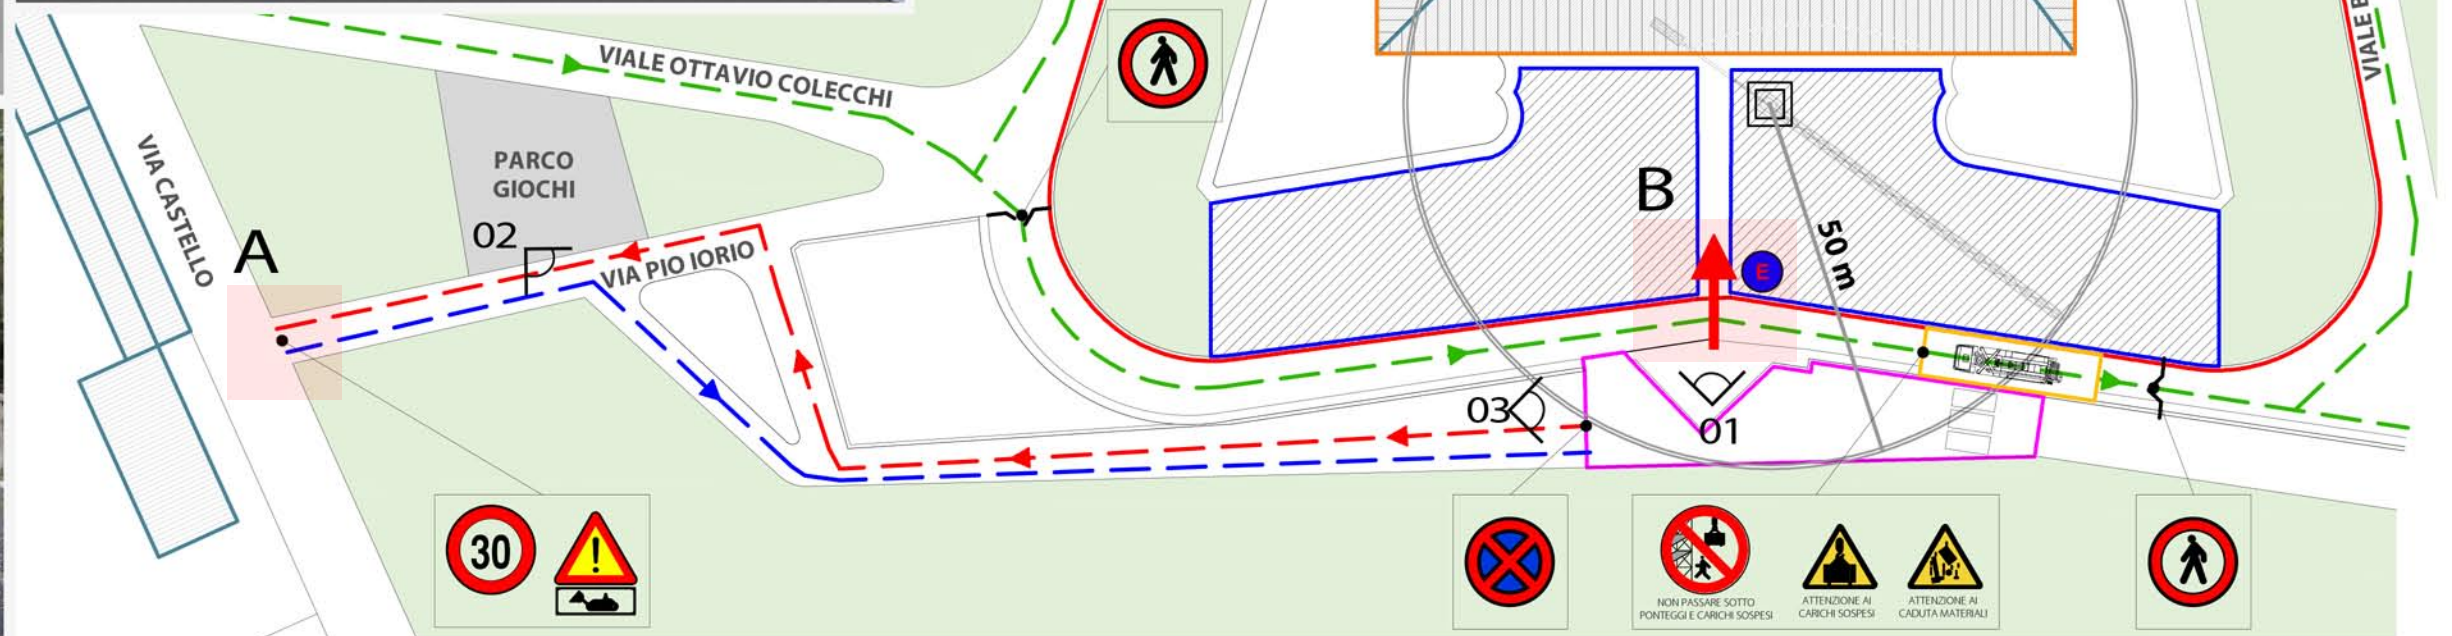 VIALE OTTAVIO COLECCHI
VIALE B
VIA CASTELLO
PARCO
GIOCHI
B
02
A
VIA PIO IORIO
E
50 m
03
01
30
!
NON PASSARE SOTTO
PONTEGGI E CARICHI SOSPESI
ATTENZIONE AI
CARICHI SOSPESI
ATTENZIONE AI
CADUTA MATERIALI